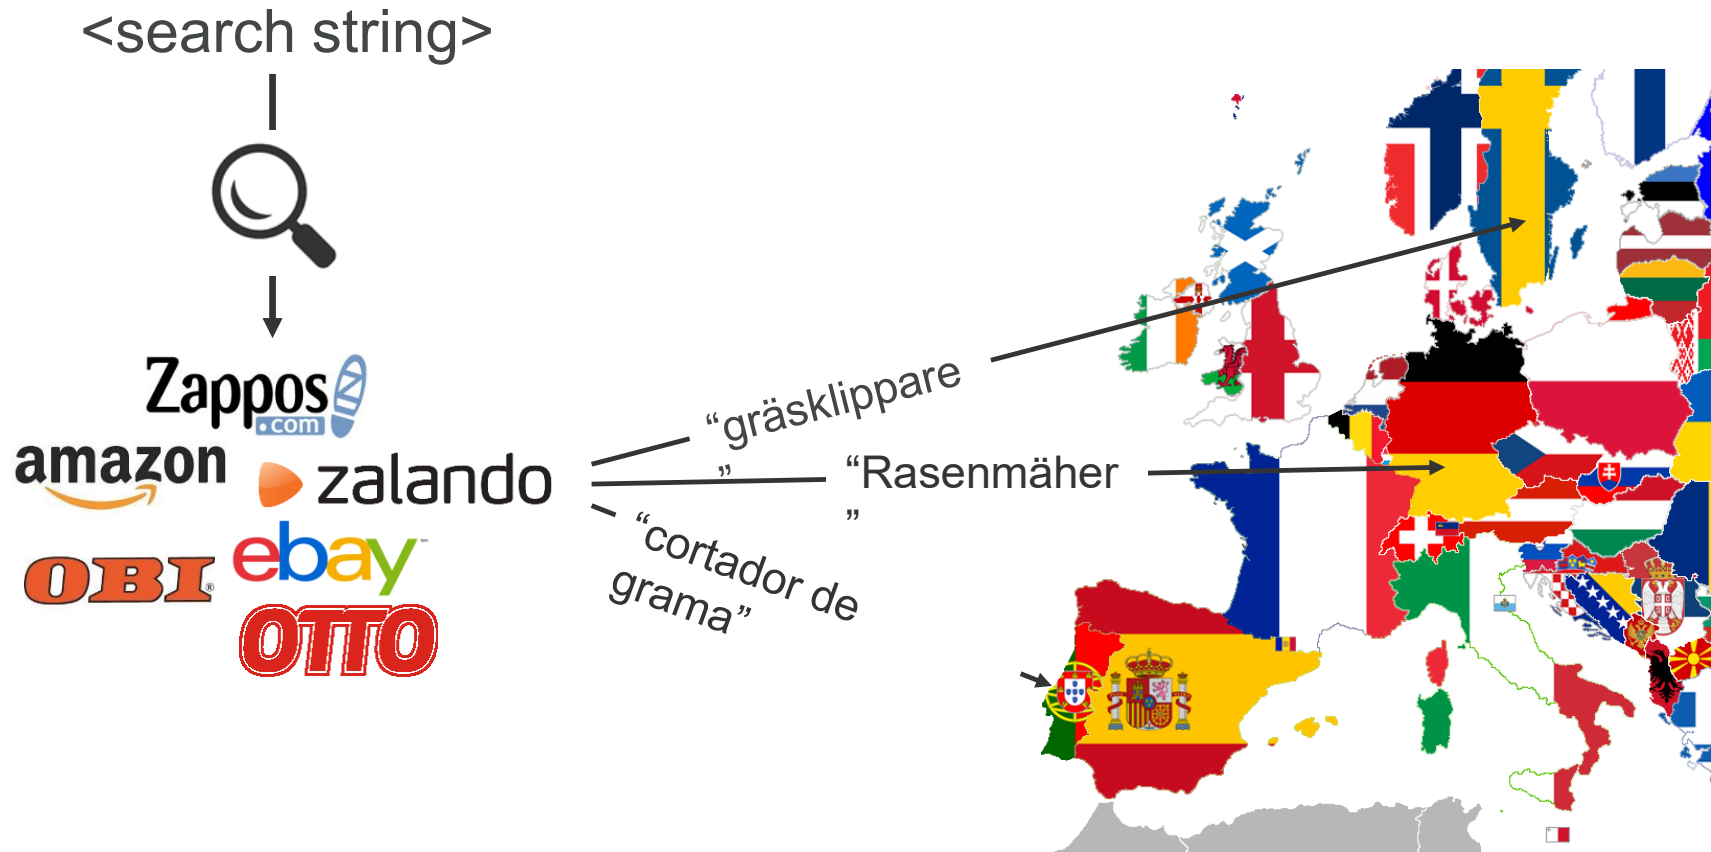 <search string>
Zappos
.com
amazon
zalando
OBI®
ebay
OTTO
“gräsklippare
”
“Rasenmäher
”
“cortador de
grama”